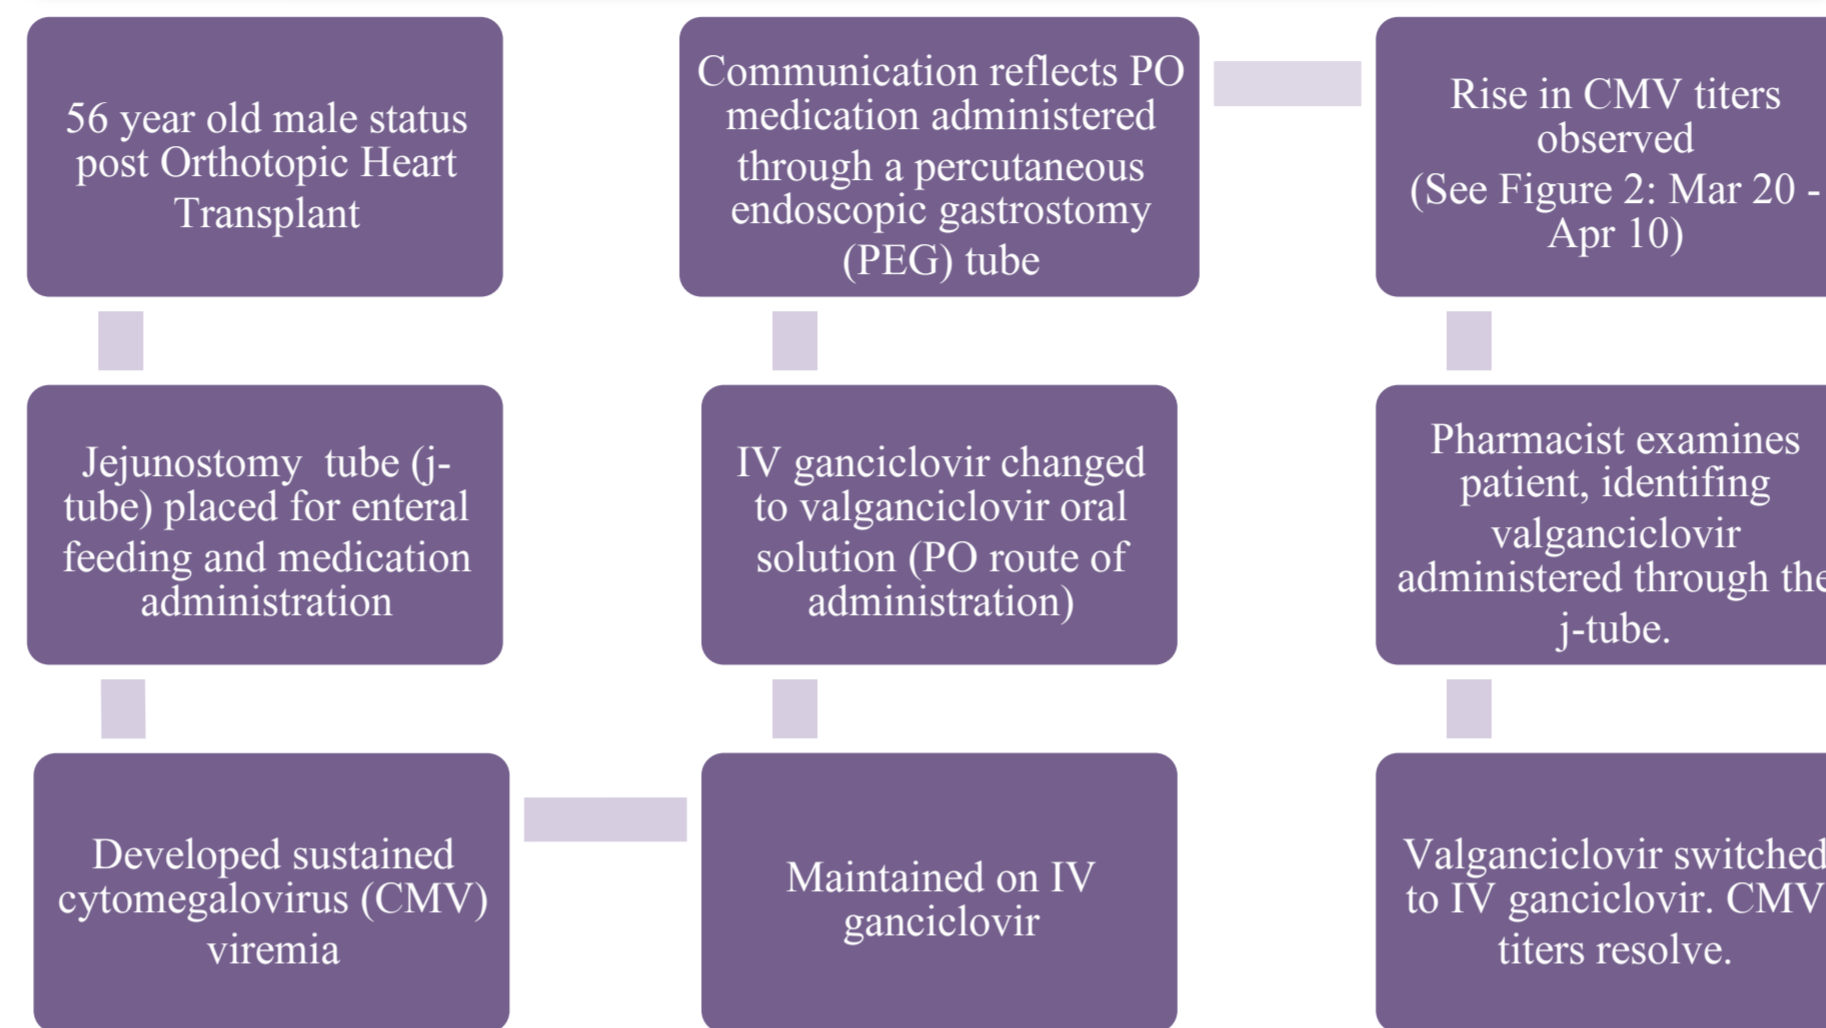 56 year old male status
post Orthotopic Heart
Transplant
Jejunostomy  tube (j-
tube) placed for enteral
feeding and medication
administration
Developed sustained
cytomegalovirus (CMV)
viremia
Maintained on IV
ganciclovir
IV ganciclovir changed
to valganciclovir oral
solution (PO route of
administration)
Communication reflects PO
medication administered
through a percutaneous
endoscopic gastrostomy
(PEG) tube
Rise in CMV titers
observed
(See Figure 2: Mar 20 -
Apr 10)
Pharmacist examines
patient, identifing
valganciclovir
administered through the
j-tube.
Valganciclovir switched
to IV ganciclovir. CMV
titers resolve.